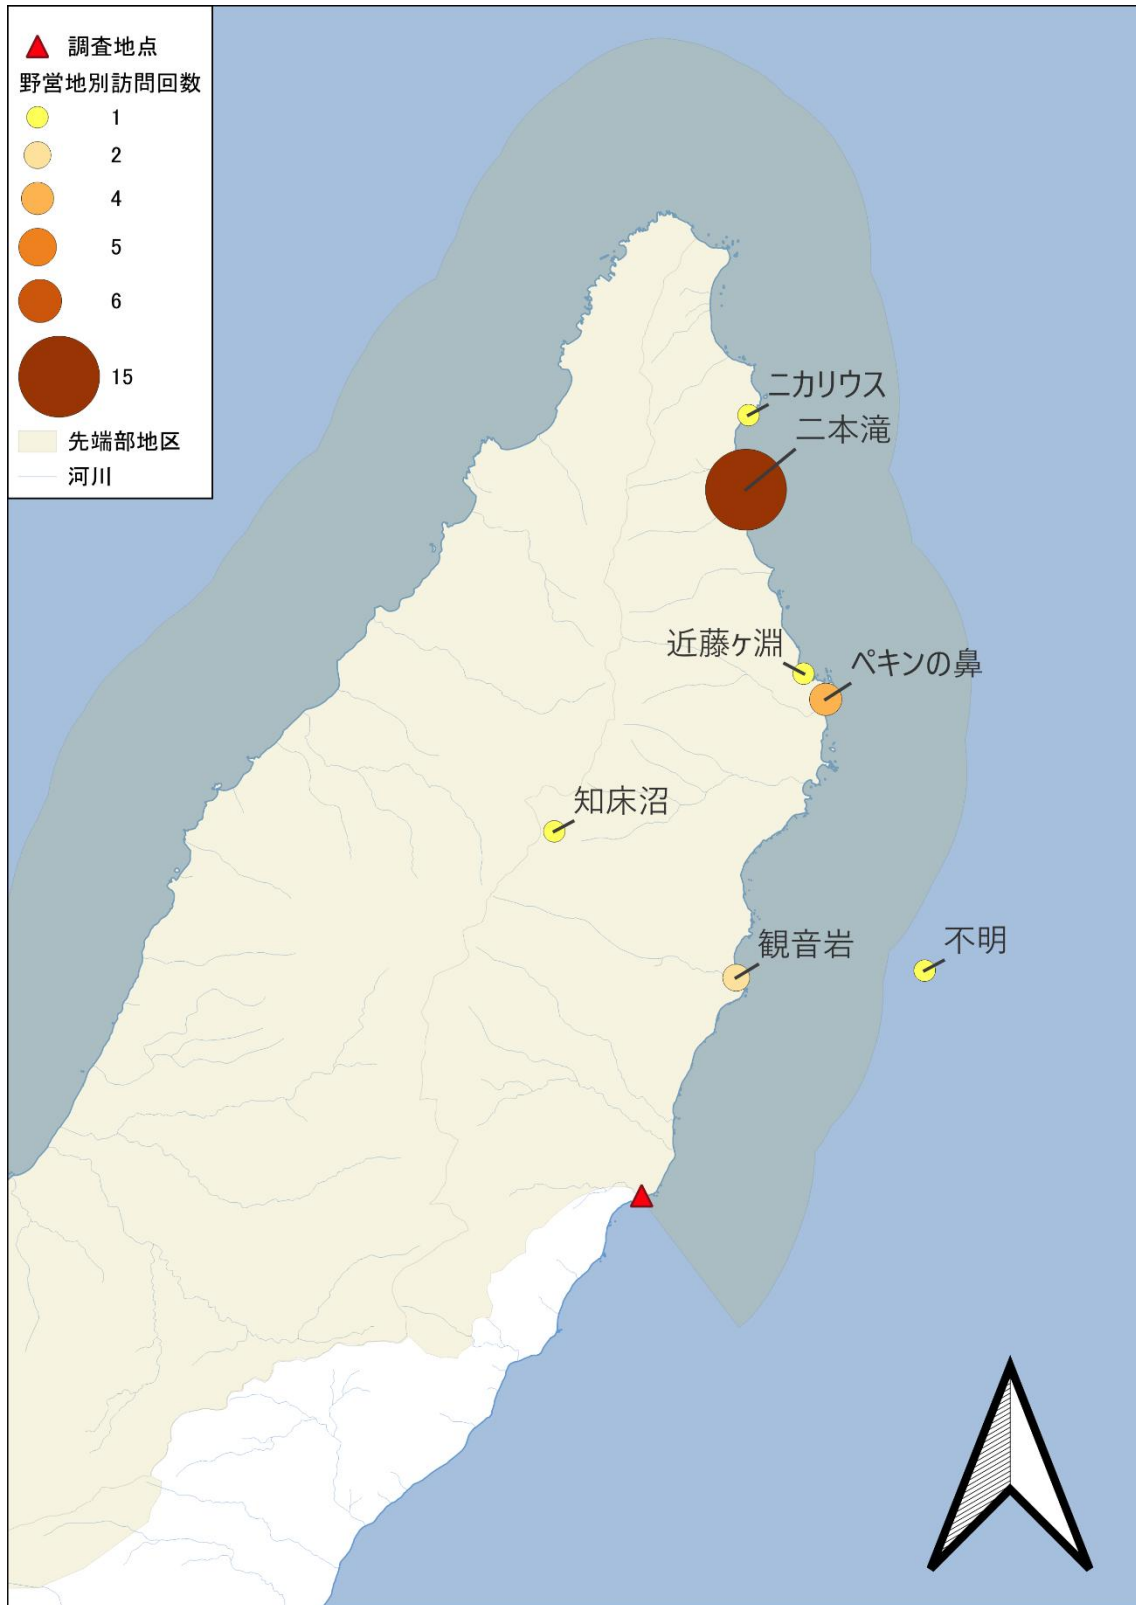 調査地点
野営地別訪問回数
1
2
4
5
6
15
先端部地区
河川
ニカリウス
二本滝
近藤ヶ淵
ペキンの鼻
知床沼
観音岩
不明